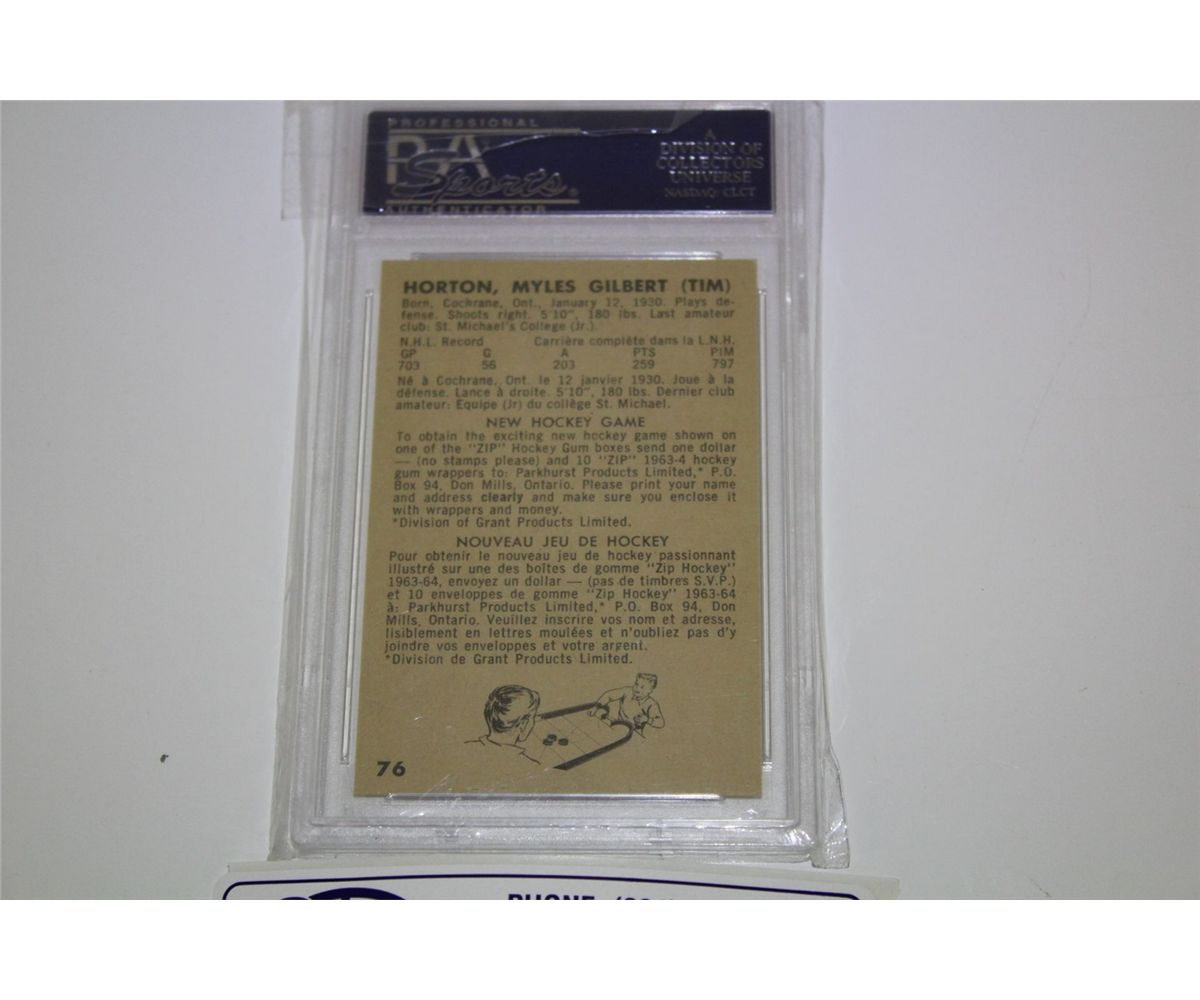 PROFESSIONAL
PSA
Sports
AUTHENTICATOR
A
DIVISION OF
COLLECTORS
UNIVERSE
NASDAQ: CLCT
HORTON, MYLES GILBERT (TIM)
Born, Cochrane, Ont., January 12, 1930. Plays de-
fense. Shoots right. 5'10", 180 lbs. Last amateur
club: St. Michael's College (Jr.).
N.H.L. Record Carrière complète dans la L.N.H.
GP G A PTS PIM
703 56 203 259 797
Né à Cochrane, Ont. le 12 janvier 1930. Joue à la
défense. Lance à droite. 5'10", 180 lbs. Dernier club
amateur: Equipe (Jr) du collège St. Michael.
NEW HOCKEY GAME
To obtain the exciting new hockey game shown on
one of the "ZIP" Hockey Gum boxes send one dollar
— (no stamps please) and 10 "ZIP" 1963-4 hockey
gum wrappers to: Parkhurst Products Limited,* P.O.
Box 94, Don Mills, Ontario. Please print your name
and address clearly and make sure you enclose it
with wrappers and money.
*Division of Grant Products Limited.
NOUVEAU JEU DE HOCKEY
Pour obtenir le nouveau jeu de hockey passionnant
illustré sur une des boîtes de gomme "Zip Hockey"
1963-64, envoyez un dollar — (pas de timbres S.V.P.)
et 10 enveloppes de gomme "Zip Hockey" 1963-64
à: Parkhurst Products Limited,* P.O. Box 94, Don
Mills, Ontario. Veuillez inscrire vos nom et adresse,
lisiblement en lettres moulées et n'oubliez pas d'y
joindre vos enveloppes et votre argent.
*Division de Grant Products Limited.
76
PHONE